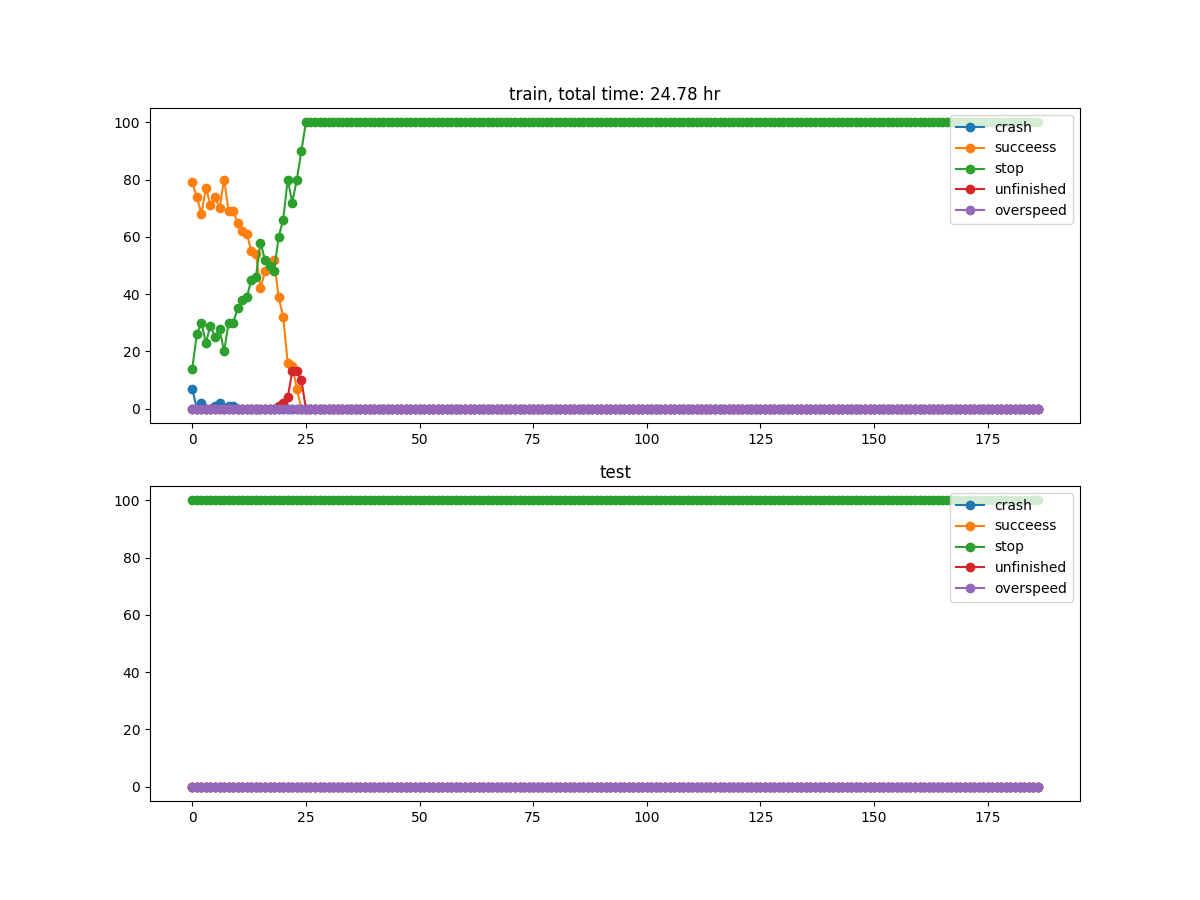 train, total time: 24.78 hr
100
80
60
40
20
0
crash
succeess
stop
unfinished
overspeed
0 25 50 75 100 125 150 175
test
100
80
60
40
20
0
crash
succeess
stop
unfinished
overspeed
0 25 50 75 100 125 150 175